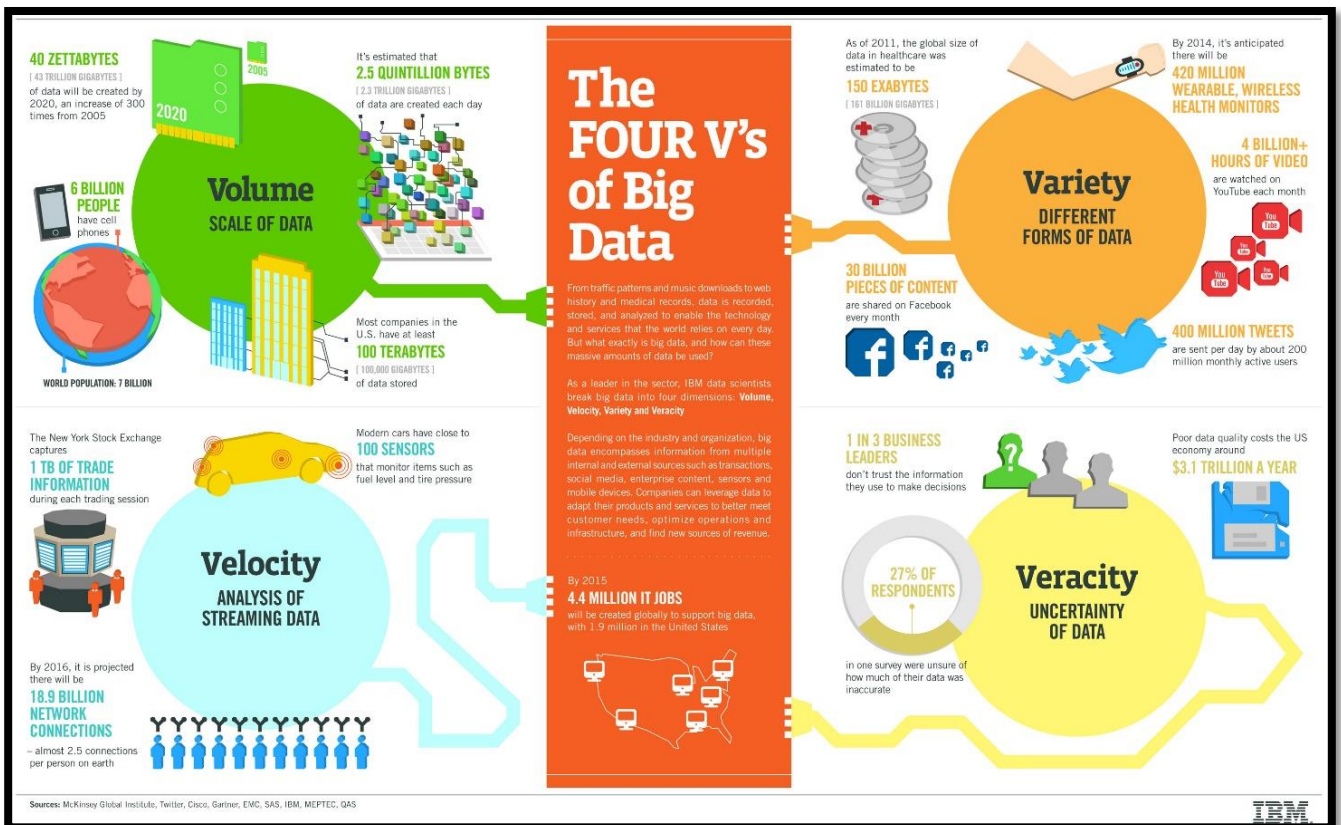 40 ZETTABYTES
[ 43 TRILLION GIGABYTES ]
of data will be created by
2020, an increase of 300
times from 2005
2020
2005
It's estimated that
2.5 QUINTILLION BYTES
[ 2.3 TRILLION GIGABYTES ]
of data are created each day
6 BILLION
PEOPLE
have cell
phones
Volume
SCALE OF DATA
WORLD POPULATION: 7 BILLION
Most companies in the
U.S. have at least
100 TERABYTES
[ 100,000 GIGABYTES ]
of data stored
The New York Stock Exchange
captures
1 TB OF TRADE
INFORMATION
during each trading session
Modern cars have close to
100 SENSORS
that monitor items such as
fuel level and tire pressure
Velocity
ANALYSIS OF
STREAMING DATA
By 2016, it is projected
there will be
18.9 BILLION
NETWORK
CONNECTIONS
– almost 2.5 connections
per person on earth
The
FOUR V's
of Big
Data
From traffic patterns and music downloads to web
history and medical records, data is recorded,
stored, and analyzed to enable the technology
and services that the world relies on every day.
But what exactly is big data, and how can these
massive amounts of data be used?
As a leader in the sector, IBM data scientists
break big data into four dimensions: Volume,
Velocity, Variety and Veracity
Depending on the industry and organization, big
data encompasses information from multiple
internal and external sources such as transactions,
social media, enterprise content, sensors and
mobile devices. Companies can leverage data to
adapt their products and services to better meet
customer needs, optimize operations and
infrastructure, and find new sources of revenue.
By 2015
4.4 MILLION IT JOBS
will be created globally to support big data,
with 1.9 million in the United States
As of 2011, the global size of
data in healthcare was
estimated to be
150 EXABYTES
[ 161 BILLION GIGABYTES ]
By 2014, it's anticipated
there will be
420 MILLION
WEARABLE, WIRELESS
HEALTH MONITORS
Variety
DIFFERENT
FORMS OF DATA
4 BILLION+
HOURS OF VIDEO
are watched on
YouTube each month
You
Tube
You
Tube
You
Tube
You
Tube
30 BILLION
PIECES OF CONTENT
are shared on Facebook
every month
f
f
f
f
f
f
400 MILLION TWEETS
are sent per day by about 200
million monthly active users
1 IN 3 BUSINESS
LEADERS
don't trust the information
they use to make decisions
?
Poor data quality costs the US
economy around
$3.1 TRILLION A YEAR
27% OF
RESPONDENTS
in one survey were unsure of
how much of their data was
inaccurate
Veracity
UNCERTAINTY
OF DATA
Sources: McKinsey Global Institute, Twitter, Cisco, Gartner, EMC, SAS, IBM, MEPTEC, QAS
IBM.